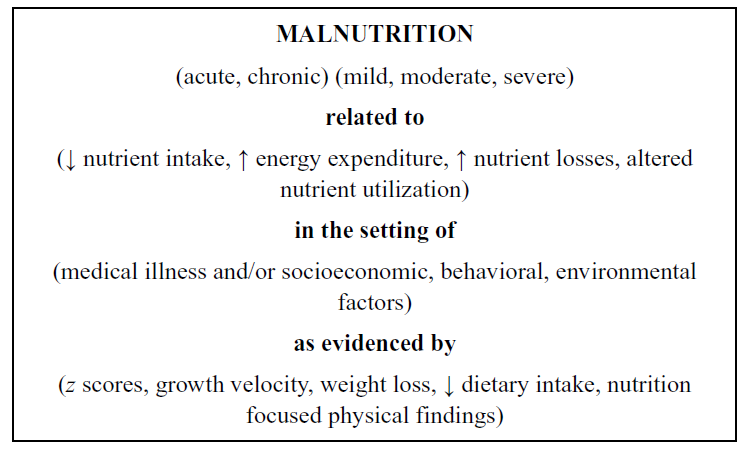 MALNUTRITION
(acute, chronic) (mild, moderate, severe)
related to
(↓ nutrient intake, ↑ energy expenditure, ↑ nutrient losses, altered
nutrient utilization)
in the setting of
(medical illness and/or socioeconomic, behavioral, environmental
factors)
as evidenced by
(z scores, growth velocity, weight loss, ↓ dietary intake, nutrition
focused physical findings)